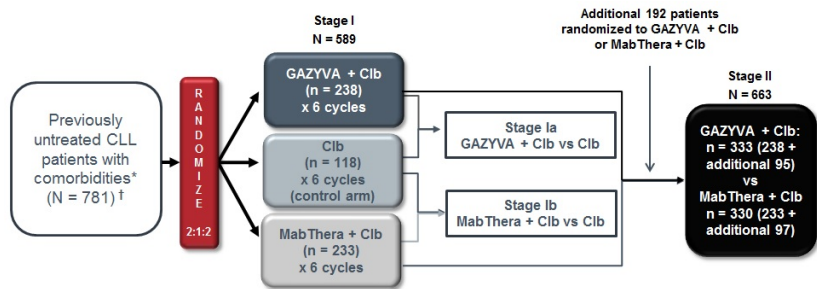 Previously
untreated CLL
patients with
comorbidities*
(N = 781) †
R
A
N
D
O
M
I
Z
E
2:1:2
Stage I
N = 589
GAZYVA + Clb
(n = 238)
x 6 cycles
Clb
(n = 118)
x 6 cycles
(control arm)
MabThera + Clb
(n = 233)
x 6 cycles
Stage Ia
GAZYVA + Clb vs Clb
Stage Ib
MabThera + Clb vs Clb
Additional 192 patients
randomized to GAZYVA + Clb
or MabThera + Clb
Stage II
N = 663
GAZYVA + Clb:
n = 333 (238 +
additional 95)
vs
MabThera + Clb
n = 330 (233 +
additional 97)